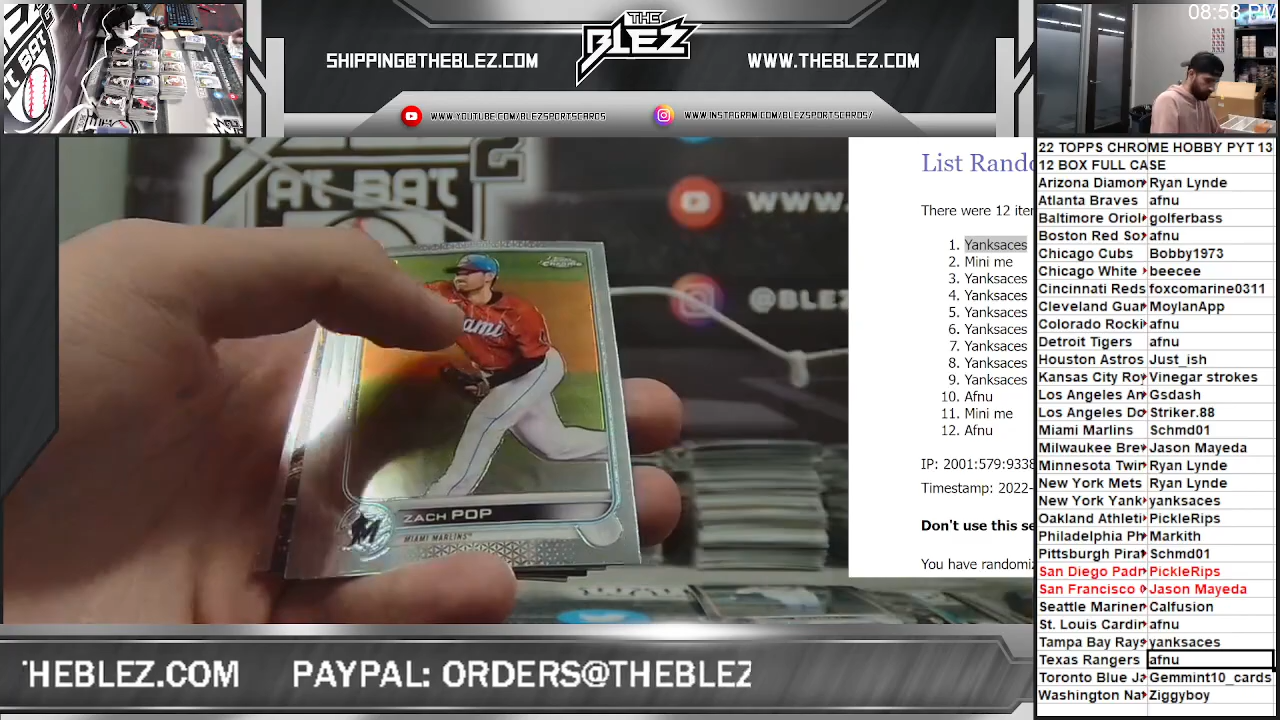 08:58 PM
THE
BLEZ
SHIPPING@THEBLEZ.COM
WWW.THEBLEZ.COM
WWW.YOUTUBE.COM/BLEZSPORTSCARDS
WWW.INSTAGRAM.COM/BLEZSPORTSCARDS/
AT BAT
WWW.
@BLEZ
ZACH POP
MIAMI MARLINS
List Rando
There were 12 iter
1. Yanksaces
2. Mini me
3. Yanksaces
4. Yanksaces
5. Yanksaces
6. Yanksaces
7. Yanksaces
8. Yanksaces
9. Yanksaces
10. Afnu
11. Mini me
12. Afnu
IP: 2001:579:9338
Timestamp: 2022-
Don't use this se
You have randomiz
22 TOPPS CHROME HOBBY PYT 13
12 BOX FULL CASE
Arizona Diamon Ryan Lynde
Atlanta Braves afnu
Baltimore Oriol golferbass
Boston Red So afnu
Chicago Cubs Bobby1973
Chicago White beecee
Cincinnati Reds foxcomarine0311
Cleveland Gua MoylanApp
Colorado Rocki afnu
Detroit Tigers afnu
Houston Astros Just_ish
Kansas City Ro Vinegar strokes
Los Angeles An Gsdash
Los Angeles Do Striker.88
Miami Marlins Schmd01
Milwaukee Bre Jason Mayeda
Minnesota Twin Ryan Lynde
New York Mets Ryan Lynde
New York Yank yanksaces
Oakland Athleti PickleRips
Philadelphia Ph Markith
Pittsburgh Pira Schmd01
San Diego Padr PickleRips
San Francisco Jason Mayeda
Seattle Mariner Calfusion
St. Louis Cardin afnu
Tampa Bay Rays yanksaces
Texas Rangers afnu
Toronto Blue Ja Gemmint10_cards
Washington Na Ziggyboy
THEBLEZ.COM PAYPAL: ORDERS@THEBLEZ